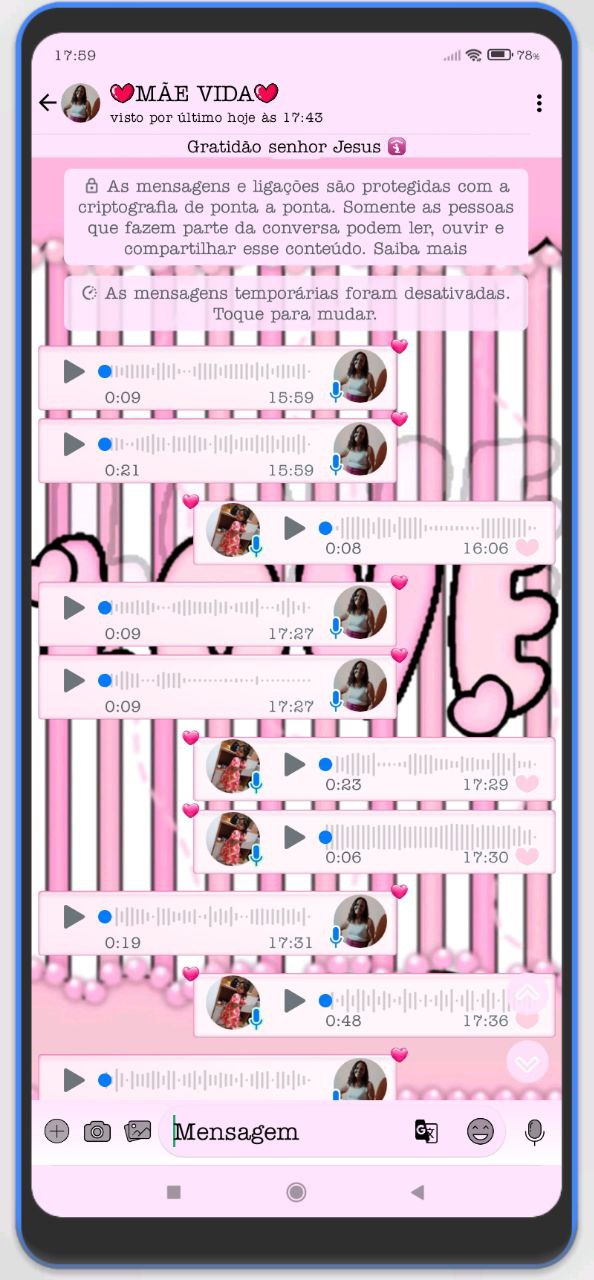 17:59
78%
❤MÃE VIDA❤
visto por último hoje às 17:43
Gratidão senhor Jesus 🛐
As mensagens e ligações são protegidas com a
criptografia de ponta a ponta. Somente as pessoas
que fazem parte da conversa podem ler, ouvir e
compartilhar esse conteúdo. Saiba mais
As mensagens temporárias foram desativadas.
Toque para mudar.
0:09 15:59
0:21 15:59
0:08 16:06
LOVE
0:09 17:27
0:09 17:27
0:23 17:29
0:06 17:30
0:19 17:31
0:48 17:36
Mensagem